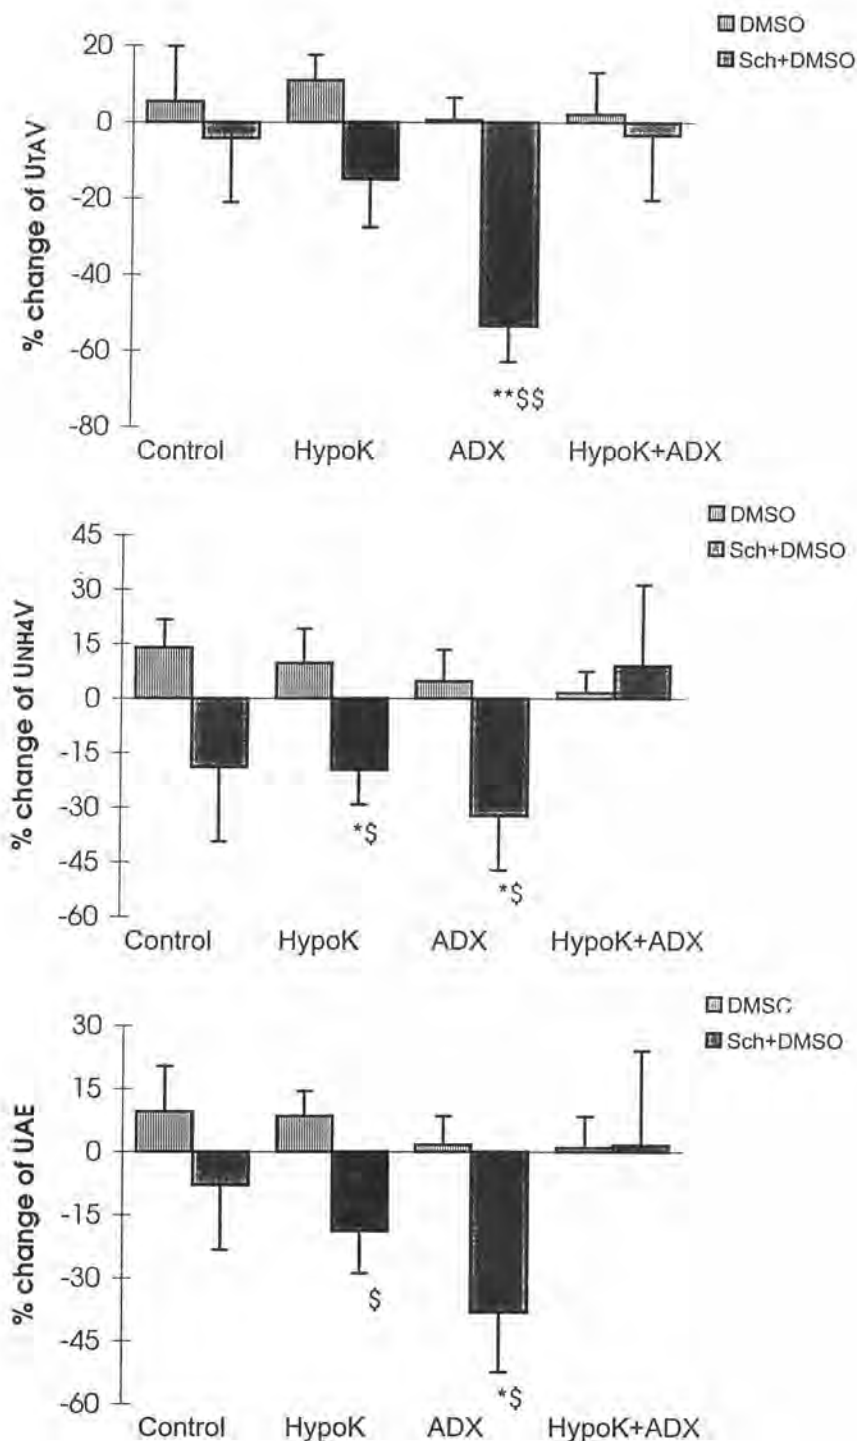 DMSO
Sch+DMSO
% change of UTAV
20
0
-20
-40
-60
-80
**$$
Control HypoK ADX HypoK+ADX
DMSO
Sch+DMSO
% change of UNH4V
45
30
15
0
-15
-30
-45
-60
*$
*$
Control HypoK ADX HypoK+ADX
DMSC
Sch+DMSO
% change of UAE
30
15
0
-15
-30
-45
-60
$
*$
Control HypoK ADX HypoK+ADX